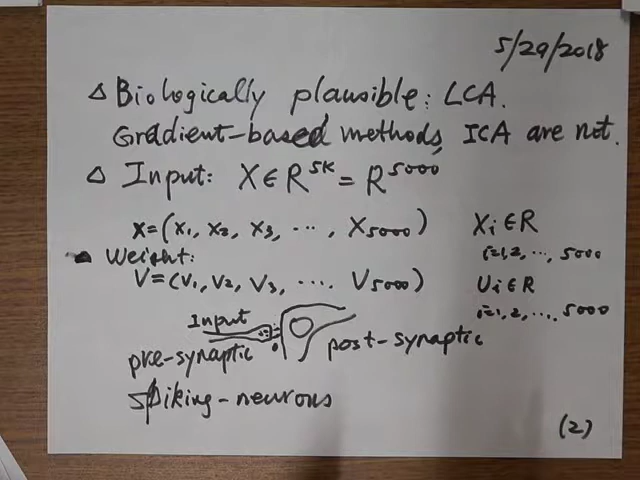 5/29/2018
△ Biologically plausible: LCA.
Gradient-based methods, ICA are not.
△ Input: X ∈ R^5K = R^5000
x = (x₁, x₂, x₃, ..., x₅₀₀₀) Xᵢ ∈ R
i=1,2, ..., 5000
Weight:
V = (v₁, v₂, v₃, .... v₅₀₀₀) Uᵢ ∈ R
i=1,2, ..., 5000
Input
pre-synaptic post-synaptic
spiking-neurons
(2)